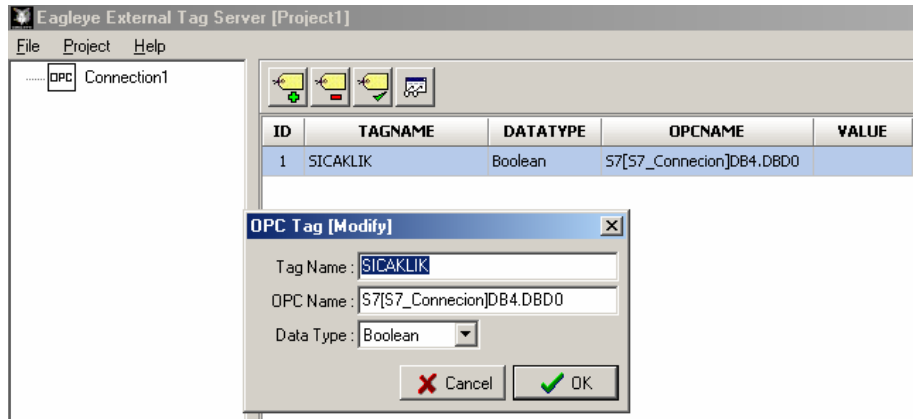 Eagleye External Tag Server [Project1]
File Project Help
OPC Connection1
ID TAGNAME DATATYPE OPCNAME VALUE
1 SICAKLIK Boolean S7[S7_Connecion]DB4.DBD0
OPC Tag [Modify]
Tag Name : SICAKLIK
OPC Name : S7[S7_Connecion]DB4.DBD0
Data Type : Boolean
Cancel OK